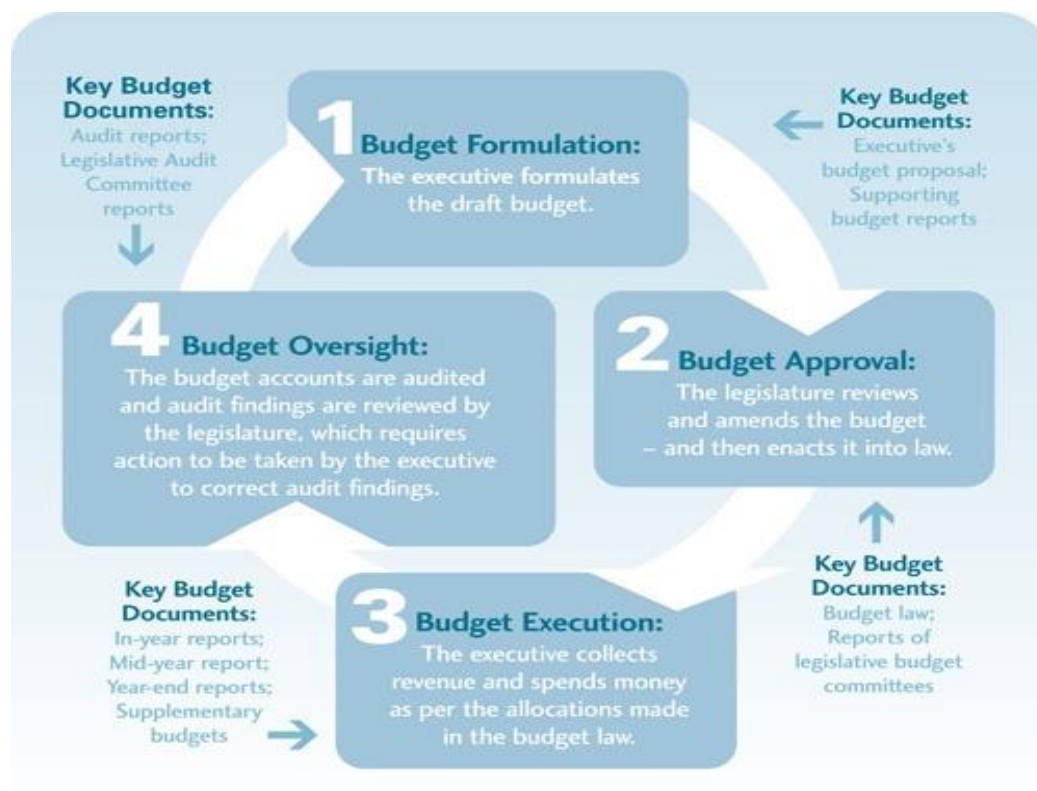 Key Budget
Documents:
Audit reports;
Legislative Audit
Committee
reports
1
Budget Formulation:
The executive formulates
the draft budget.
Key Budget
Documents:
Executive's
budget proposal;
Supporting
budget reports
4
Budget Oversight:
The budget accounts are audited
and audit findings are reviewed by
the legislature, which requires
action to be taken by the executive
to correct audit findings.
2
Budget Approval:
The legislature reviews
and amends the budget
– and then enacts it into law.
Key Budget
Documents:
In-year reports;
Mid-year report;
Year-end reports;
Supplementary
budgets
3
Budget Execution:
The executive collects
revenue and spends money
as per the allocations made
in the budget law.
Key Budget
Documents:
Budget law;
Reports of
legislative budget
committees